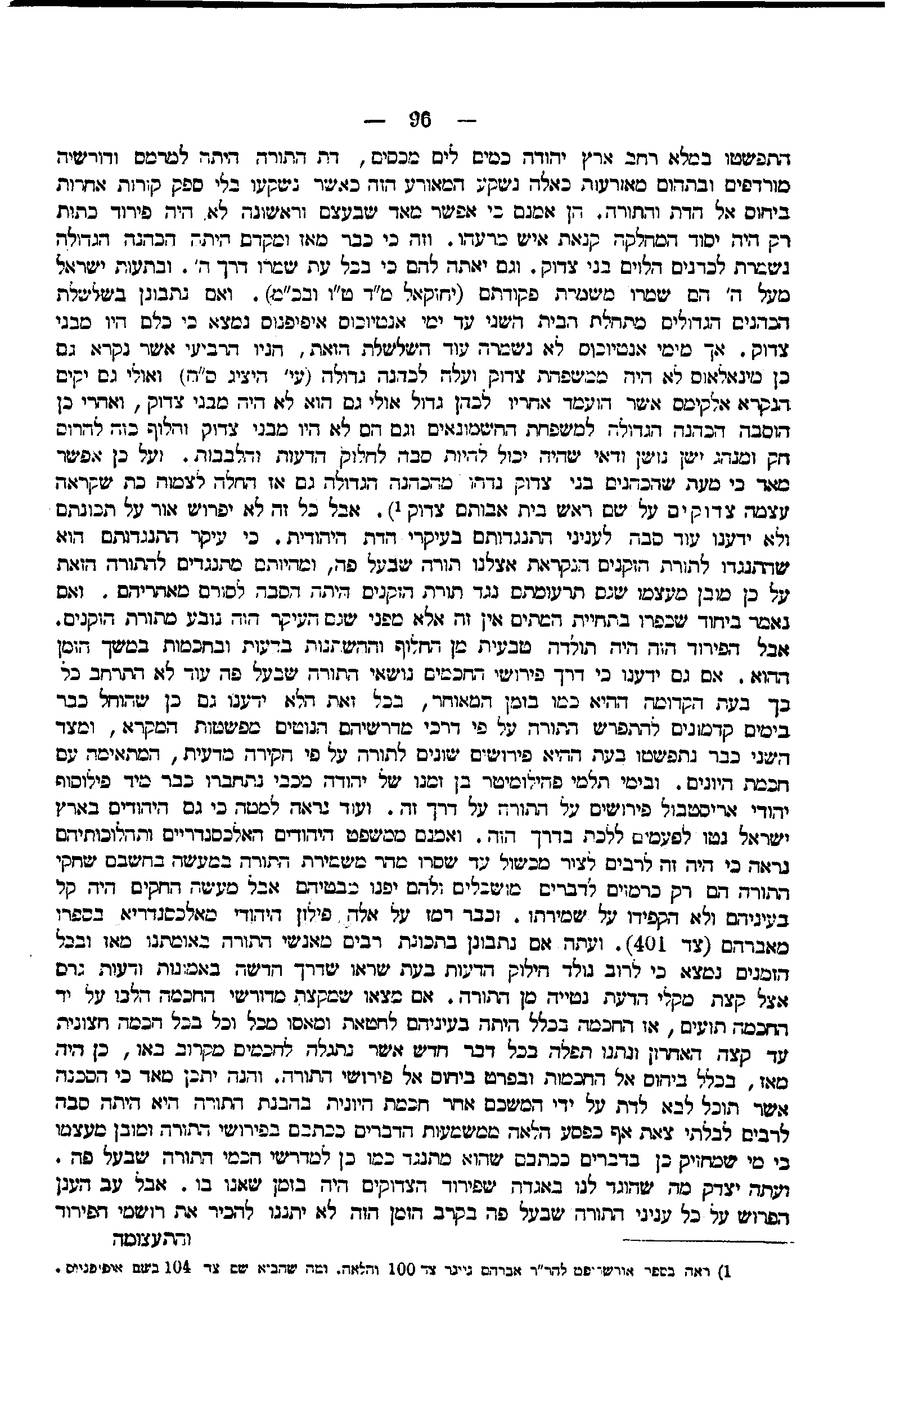 — 96 —
התפשטו במלא רחב ארץ יהודה כמים לים מכסים, דת התורה היתה למרמס ודורשיה
מורדפים ובתהום מאורעות כאלה נשקע המאורע הזה כאשר נשקעו בלי ספק קורות אחרות
ביחוס אל הדת והתורה. הן אמנם כי אפשר מאד שבעצם וראשונה לא היה פירוד כתות
רק היה יסוד המחלקה קנאת איש מרעהו. וזה כי כבר מאז ומקדם היתה הכהנה הגדולה
נשמרת לכהנים הלוים בני צדוק. וגם יאתה להם כי בכל עת שמרו דרך ה'. ובתעות ישראל
מעל ה' הם שמרו משמרת פקודתם (יחזקאל מ"ד ט"ו ובכ"מ). ואם נתבונן בשלשלת
הכהנים הגדולים מתחלת הבית השני עד ימי אנטיוכוס איפיפנוס נמצא כי כלם היו מבני
צדוק. אך מימי אנטיוכוס לא נשמרה עוד השלשלת הזאת, הניו הרביעי אשר נקרא גם
כן מינאלאוס לא היה ממשפחת צדוק ועלה לכהנה גדולה (עי' היציג ס"ה) ואולי גם יקים
הנקרא אלקימס אשר הועמד אחריו לכהן גדול אולי גם הוא לא היה מבני צדוק, ואחרי כן
הוסבה הכהנה הגדולה למשפחת החשמונאים וגם הם לא היו מבני צדוק וחלוף כזה להרוס
חק ומנהג ישן נושן ודאי שהיה יכול להיות סבה לחלוק הדעות והלבבות. ועל כן אפשר
מאד כי מעת שהכהנים בני צדוק נדחו מהכהנה הגדולה גם אז החלה לצמוח כת שקראה
עצמה צדוקים על שם ראש בית אבותם צדוק 1). אבל כל זה לא יפרוש אור על תכונתם
ולא ידענו עוד סבה לעניני התנגדותם בעיקרי הדת היהודית. כי עיקר התנגדותם הוא
שהתנגדו לתורת הזקנים הנקראת אצלנו תורה שבעל פה, ומהיותם מתנגדים להתורה הזאת
על כן מובן מעצמו שגם תרעומתם נגד תורת הזקנים היתה הסבה לסורם מאחריהם. ואם
נאמר ביחוד שכפרו בתחיית המתים אין זה אלא מפני שגם העיקר הזה נובע מתורת הזקנים.
אבל הפירוד הזה היה תולדה טבעית מן החלוף וההשתנות בדעות ובחכמות במשך הזמן
ההוא. אם גם ידענו כי דרך פירושי החכמים נושאי התורה שבעל פה עוד לא התרחב כל
כך בעת הקדומה ההיא כמו בזמן המאוחר, בכל זאת הלא ידענו גם כן שהוחל כבר
בימים קדמונים להתפרש התורה על פי דרכי מדרשיהם הנוטים מפשטות המקרא, ומצד
השני כבר נתפשטו בעת ההיא פירושים שונים לתורה על פי חקירה מדעית, המתאימה עם
חכמת היונים. ובימי תלמי פהילומיטר בן זמנו של יהודה מכבי נתחברו כבר מיד פילוסוף
יהודי אריסטבול פירושים על התורה על דרך זה. ועוד נראה למטה כי גם היהודים בארץ
ישראל נטו לפעמים ללכת בדרך הזה. ואמנם ממשפט היהודים האלכסנדריים ותהלוכותיהם
נראה כי היה זה לרבים לציר מכשול עד שסרו מהר משמירת התורה במעשה בחשבם שחקי
התורה הם רק כרמזים לדברים מושכלים ולהם יפנו מבטיהם אבל מעשה החקים היה קל
בעיניהם ולא הקפידו על שמירתו. וכבר רמז על אלה פילון היהודי מאלכסנדריא בספרו
מאברהם (צד 401). ועתה אם נתבונן בתכונת רבים מאנשי התורה באומתנו מאז ובכל
הזמנים נמצא כי לרוב נולד חילוק הדעות בעת שראו שדרך חדשה באמונות ודעות גרם
אצל קצת מקלי הדעת נטייה מן התורה. אם מצאו שמקצת מדורשי החכמה הלכו על יד
החכמה תועים, אז החכמה בכלל היתה בעיניהם לחטאת ומאסו מכל וכל בכל חכמה חצונית
עד קצה האחרון ונתנו תפלה בכל דבר חדש אשר נתגלה לחכמים מקרוב באו, כן היה
מאז, בכלל ביחוס אל החכמות ובפרט ביחוס אל פירושי התורה. והנה יתכן מאד כי הסכנה
אשר תוכל לבא לדת על ידי המשכם אחר חכמת היונית בהבנת התורה היא היתה סבה
לרבים לבלתי צאת אף כפסע הלאה ממשמעות הדברים ככתבם בפירושי התורה ומובן מעצמו
כי מי שמחזיק כן בדברים ככתבם שהוא מתנגד כמו כן למדרשי חכמי התורה שבעל פה.
ועתה יצדק מה שהוגד לנו באגדה שפירוד הצדוקים היה בזמן שאנו בו. אבל עב הענן
הפרוש על כל עניני התורה שבעל פה בקרב הזמן הזה לא יתננו להכיר את רושמי הפירוד
והתעצומה
1) ראה בספר אורשריפט להר"ר אברהם גייגר צד 100 והלאה. ומה שהביא שם צד 104 בשם איפיפניוס.